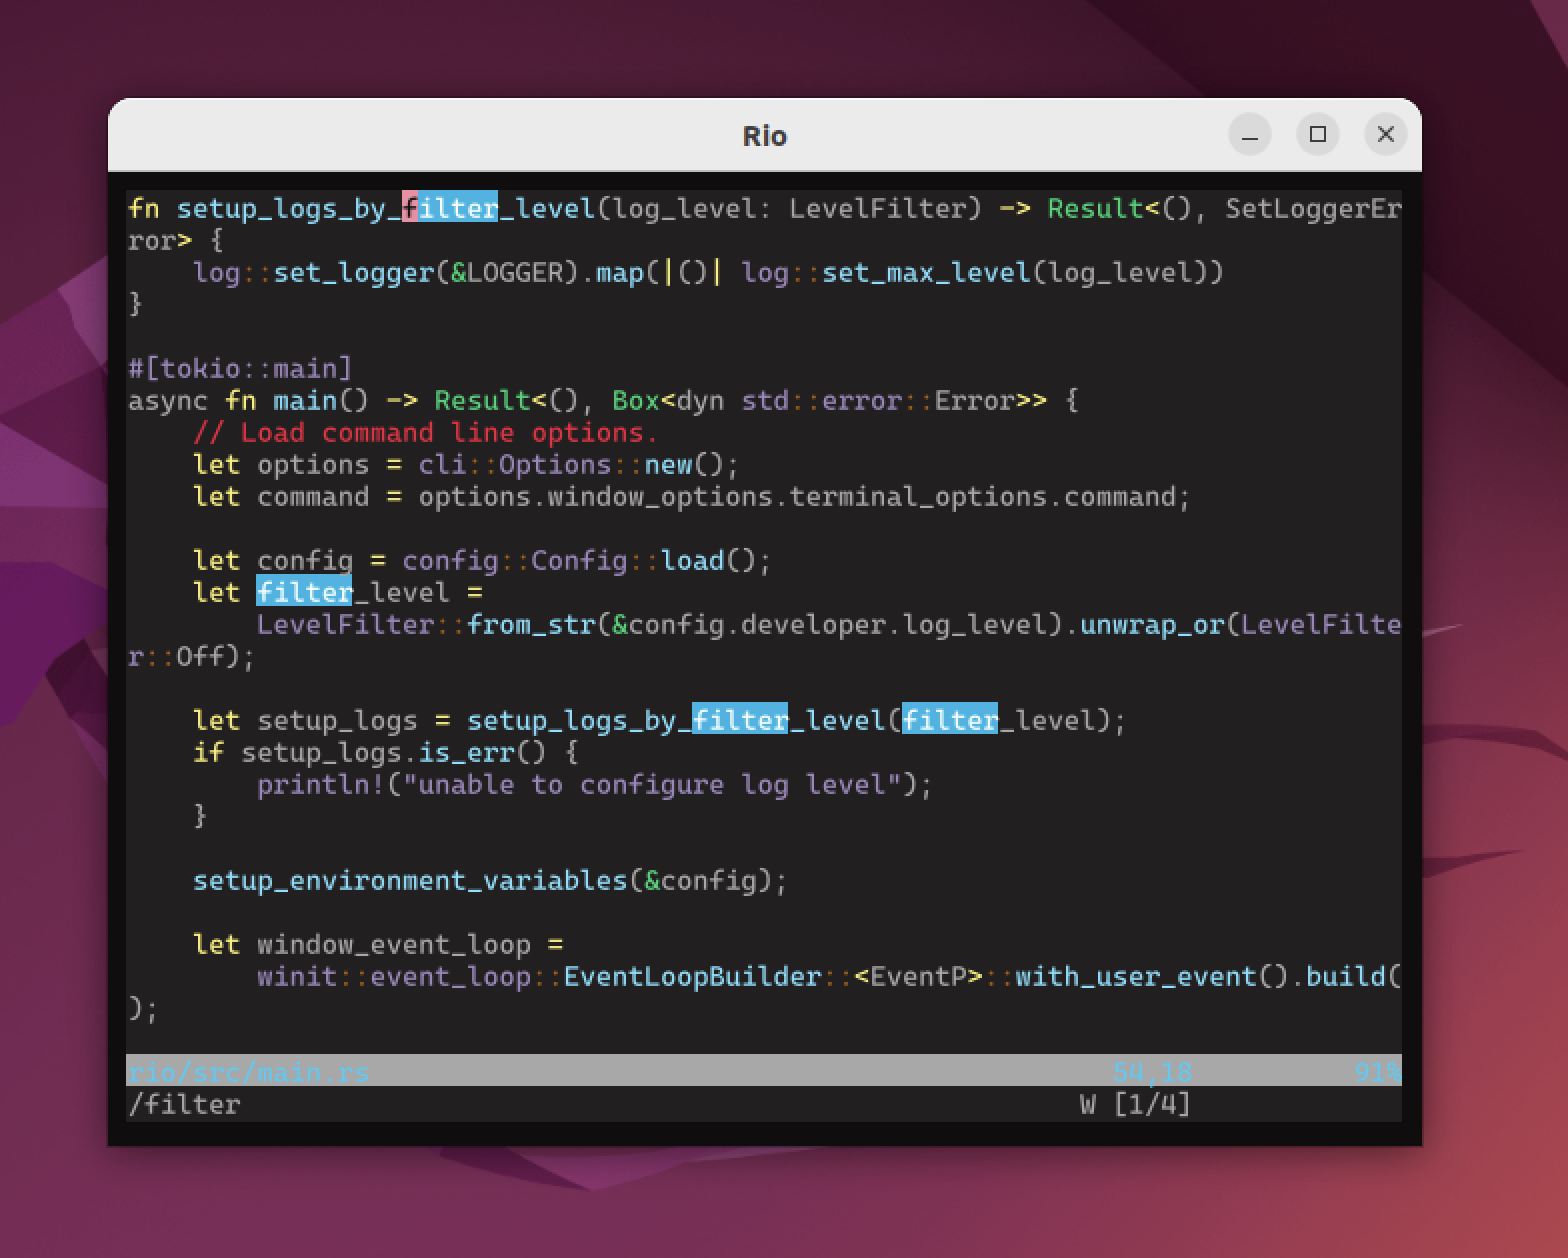 Rio
fn setup_logs_by_filter_level(log_level: LevelFilter) -> Result<(), SetLoggerEr
ror> {
    log::set_logger(&LOGGER).map(|()| log::set_max_level(log_level))
}

#[tokio::main]
async fn main() -> Result<(), Box<dyn std::error::Error>> {
    // Load command line options.
    let options = cli::Options::new();
    let command = options.window_options.terminal_options.command;

    let config = config::Config::load();
    let filter_level =
        LevelFilter::from_str(&config.developer.log_level).unwrap_or(LevelFilte
r::Off);

    let setup_logs = setup_logs_by_filter_level(filter_level);
    if setup_logs.is_err() {
        println!("unable to configure log level");
    }

    setup_environment_variables(&config);

    let window_event_loop =
        winit::event_loop::EventLoopBuilder::<EventP>::with_user_event().build(
);

rio/src/main.rs 54,18 91%
/filter W [1/4]